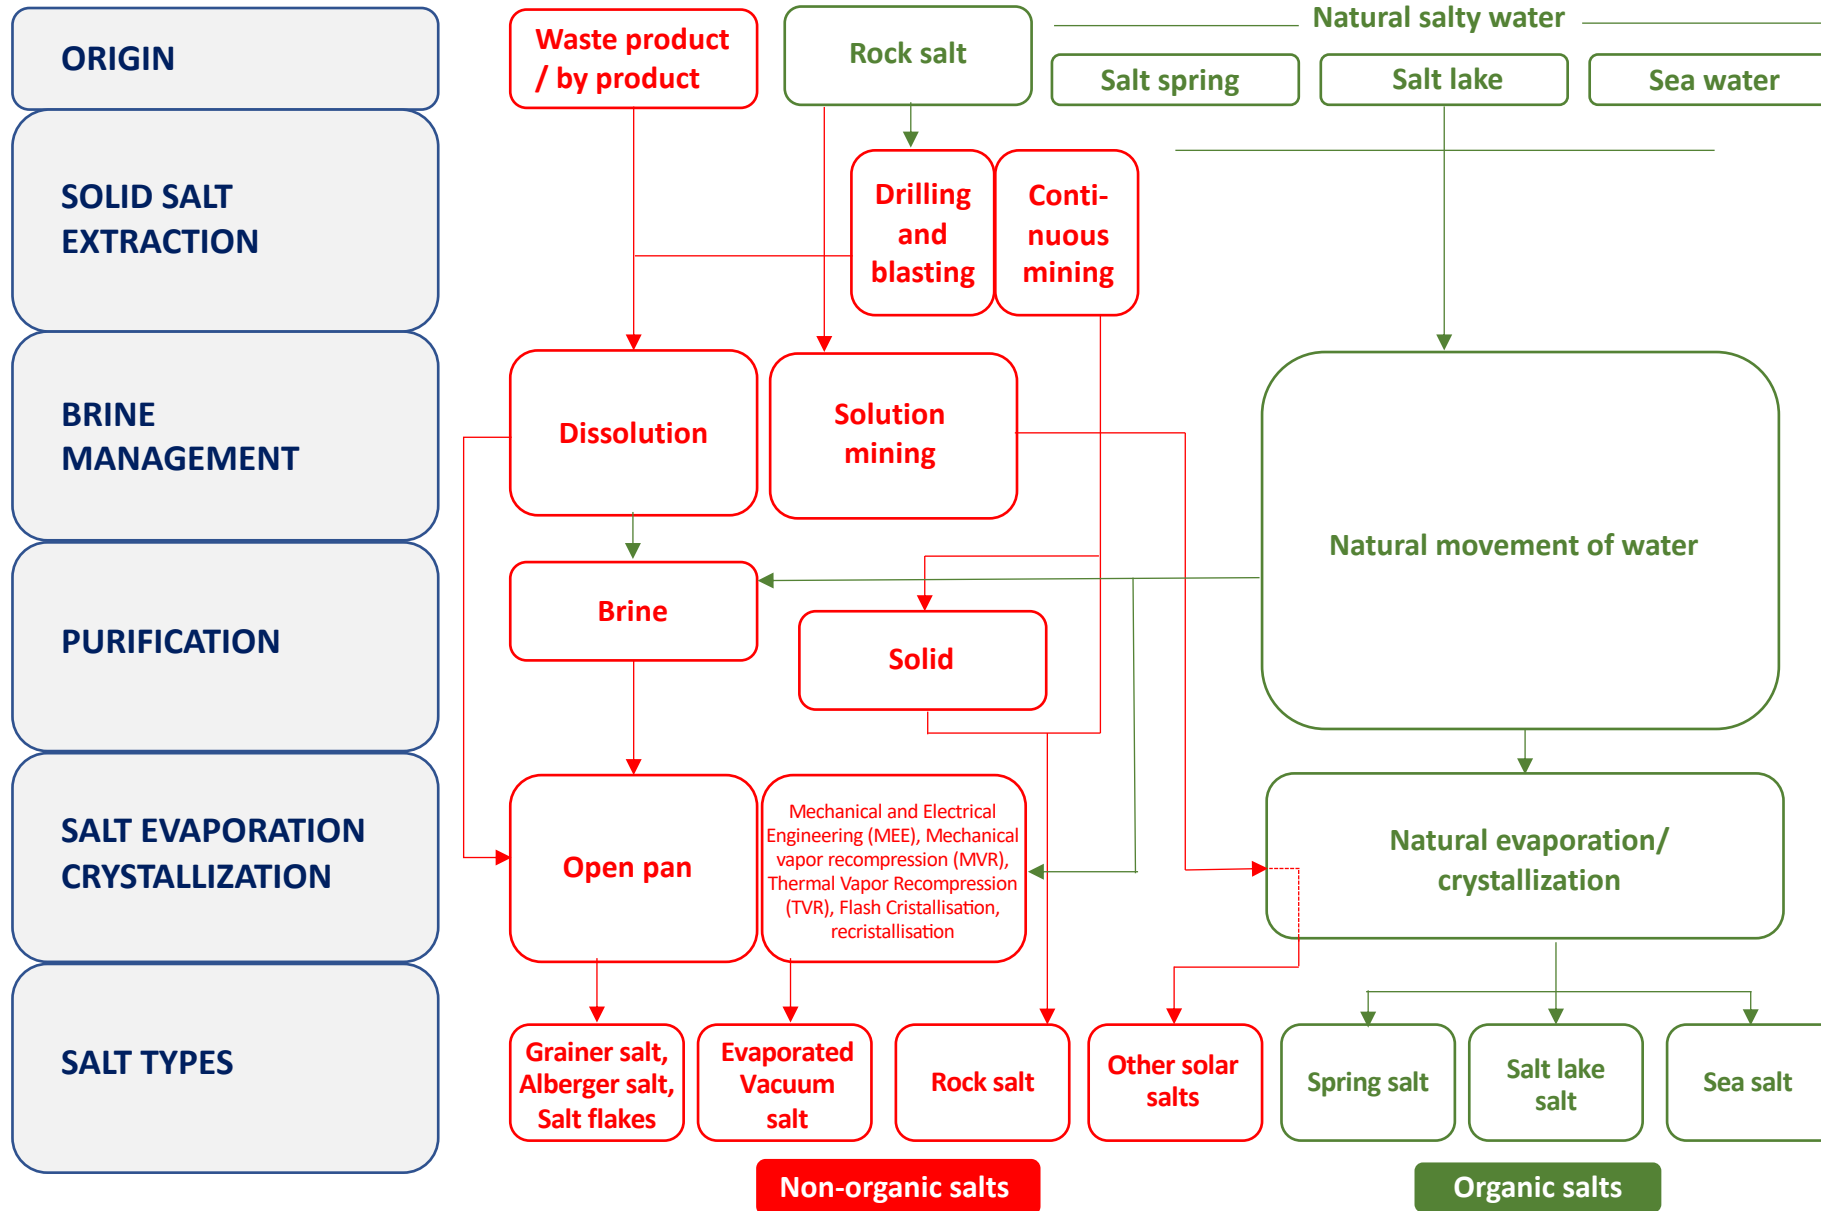 ORIGIN
Waste product
/ by product
Rock salt
Natural salty water
Salt spring
Salt lake
Sea water
SOLID SALT
EXTRACTION
Drilling
and
blasting
Conti-
nuous
mining
BRINE
MANAGEMENT
Dissolution
Solution
mining
Natural movement of water
PURIFICATION
Brine
Solid
SALT EVAPORATION
CRYSTALLIZATION
Open pan
Mechanical and Electrical
Engineering (MEE), Mechanical
vapor recompression (MVR),
Thermal Vapor Recompression
(TVR), Flash Cristallisation,
recristallisation
Natural evaporation/
crystallization
SALT TYPES
Grainer salt,
Alberger salt,
Salt flakes
Evaporated
Vacuum
salt
Rock salt
Other solar
salts
Spring salt
Salt lake
salt
Sea salt
Non-organic salts
Organic salts